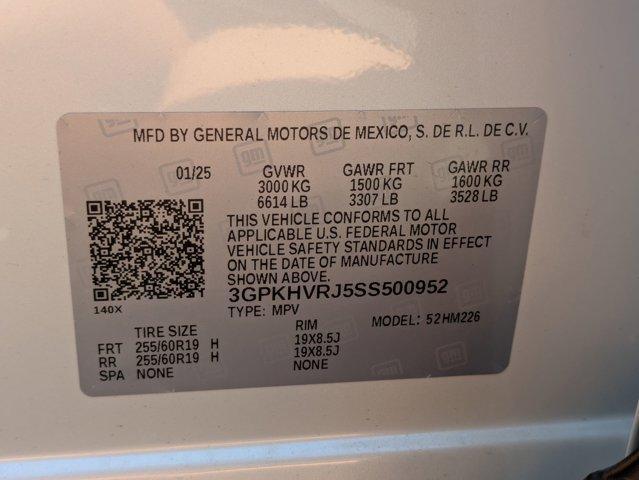 MFD BY GENERAL MOTORS DE MEXICO, S. DE R.L. DE C.V.
01/25 GVWR GAWR FRT GAWR RR
3000 KG 1500 KG 1600 KG
6614 LB 3307 LB 3528 LB
THIS VEHICLE CONFORMS TO ALL
APPLICABLE U.S. FEDERAL MOTOR
VEHICLE SAFETY STANDARDS IN EFFECT
ON THE DATE OF MANUFACTURE
SHOWN ABOVE.
3GPKHVRJ5SS500952
140X TYPE: MPV MODEL: 52HM226
TIRE SIZE RIM
FRT 255/60R19 H 19X8.5J
RR 255/60R19 H 19X8.5J
SPA NONE NONE